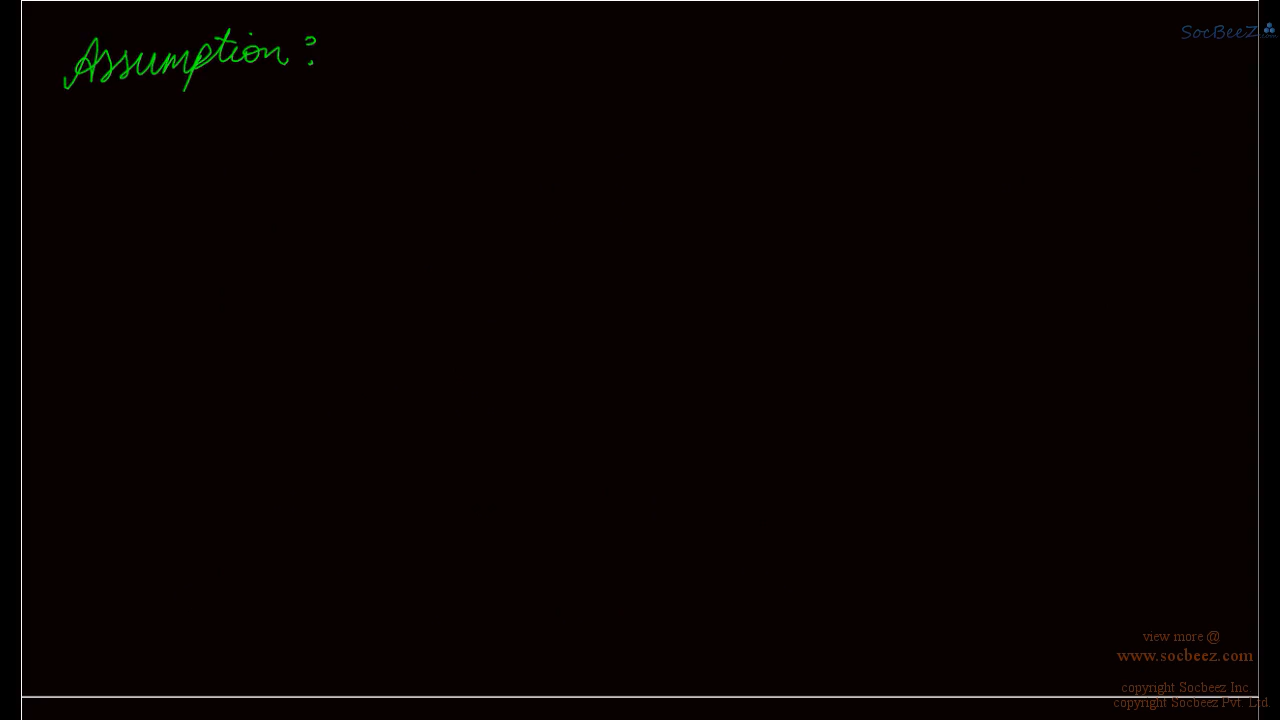 Assumption :
SocBeeZ
view more @
www.socbeez.com
copyright Socbeez Inc.
copyright Socbeez Pvt. Ltd.